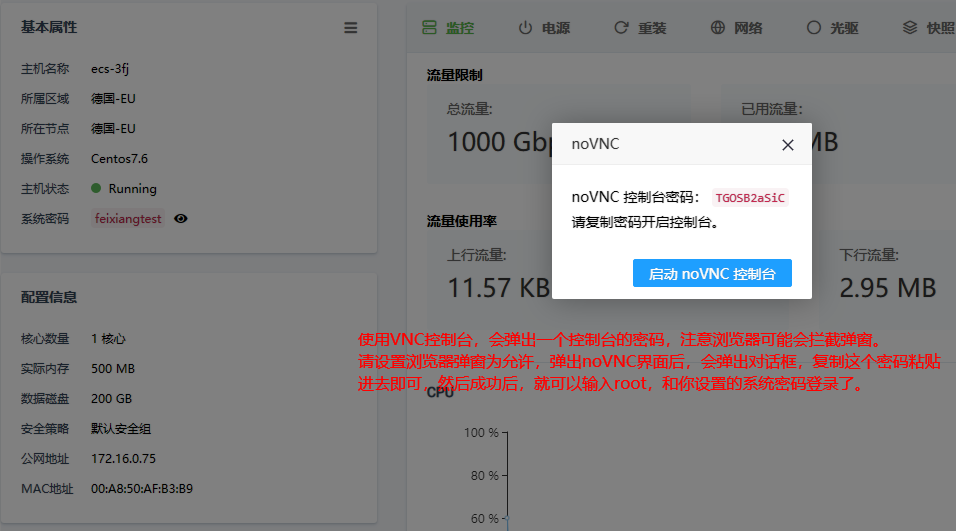 基本属性
主机名称 ecs-3fj
所属区域 德国-EU
所在节点 德国-EU
操作系统 Centos7.6
主机状态 Running
系统密码 feixiangtest
配置信息
核心数量 1 核心
实际内存 500 MB
数据磁盘 200 GB
安全策略 默认安全组
公网地址 172.16.0.75
MAC地址 00:A8:50:AF:B3:B9
监控 电源 重装 网络 光驱 快照
流量限制
总流量: 已用流量:
1000 Gbp MB
流量使用率
上行流量: 下行流量:
11.57 KB 2.95 MB
noVNC
noVNC 控制台密码： TGOSB2aSiC
请复制密码开启控制台。
启动 noVNC 控制台
使用VNC控制台，会弹出一个控制台的密码，注意浏览器可能会拦截弹窗。
请设置浏览器弹窗为允许，弹出noVNC界面后，会弹出对话框，复制这个密码粘贴
进去即可，然后成功后，就可以输入root，和你设置的系统密码登录了。
CPU
100 %
80 %
60 %